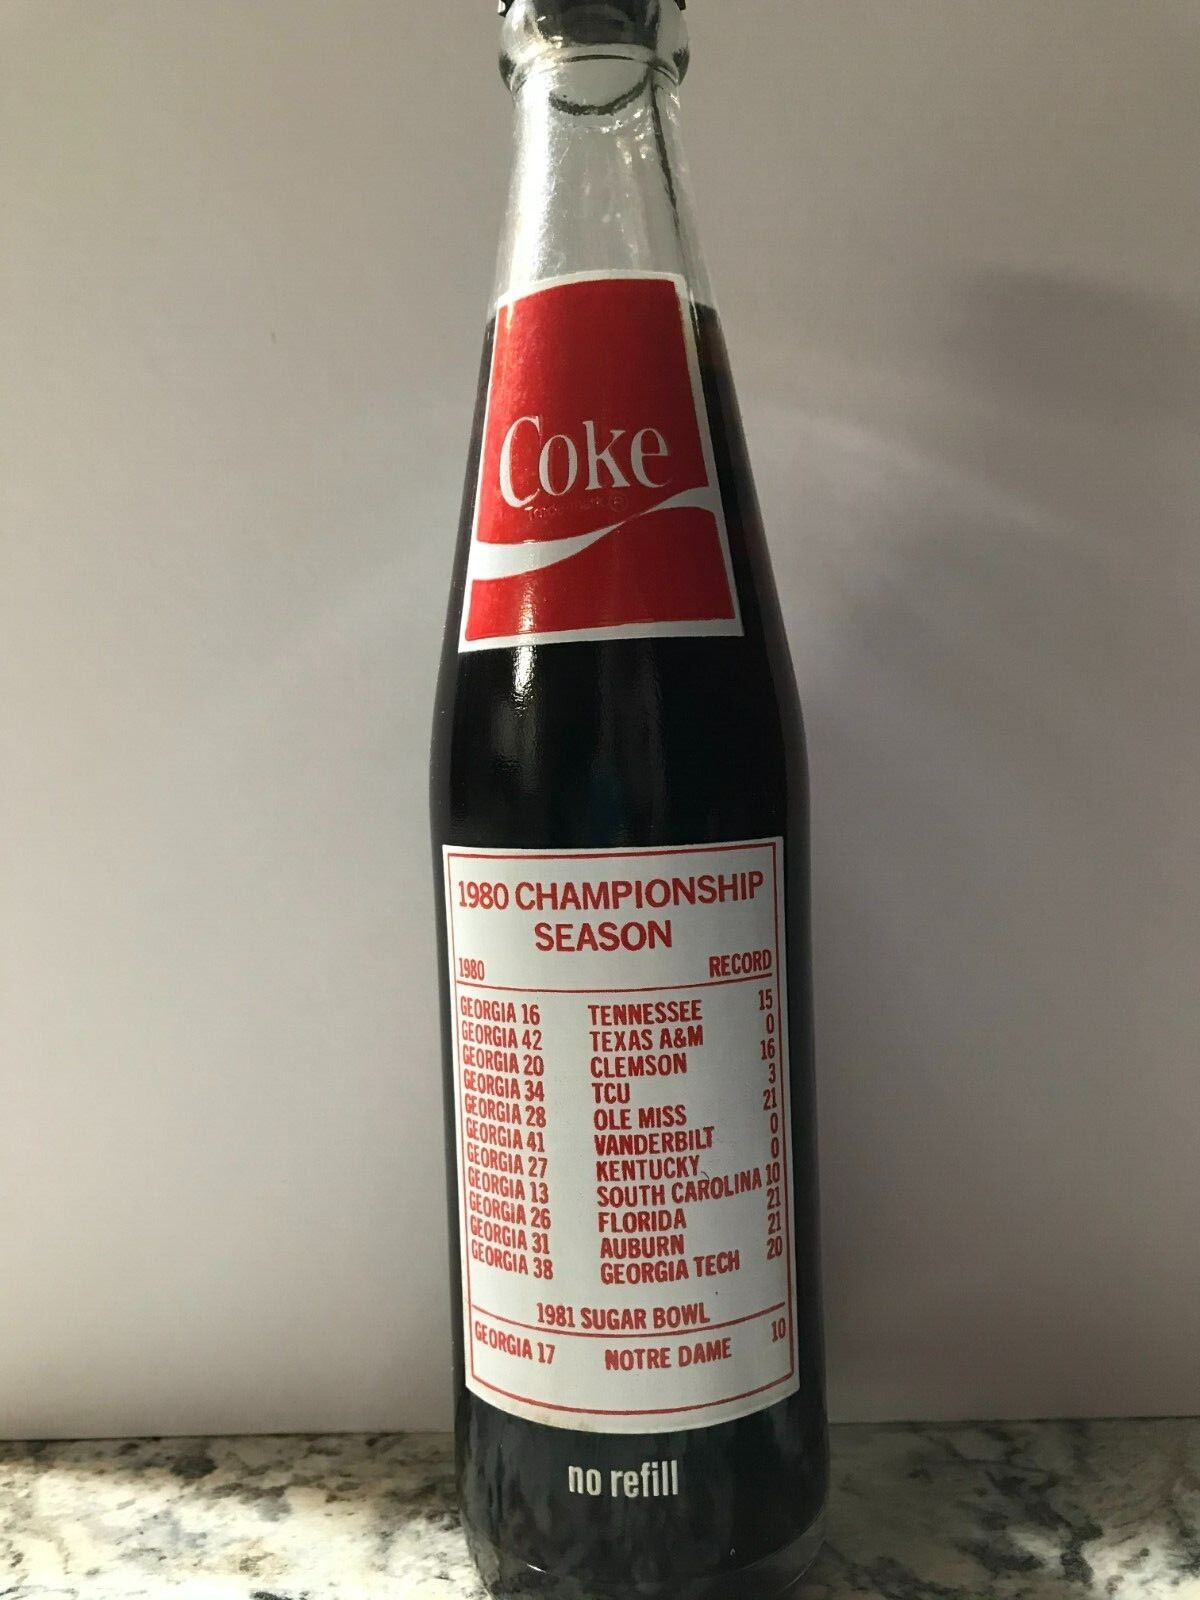 Coke
Trademark ®
1980 CHAMPIONSHIP
SEASON
1980 RECORD
GEORGIA 16 TENNESSEE 15
GEORGIA 42 TEXAS A&M 0
GEORGIA 20 CLEMSON 16
GEORGIA 34 TCU 3
GEORGIA 28 OLE MISS 21
GEORGIA 41 VANDERBILT 0
GEORGIA 27 KENTUCKY 0
GEORGIA 13 SOUTH CAROLINA 10
GEORGIA 26 FLORIDA 21
GEORGIA 31 AUBURN 21
GEORGIA 38 GEORGIA TECH 20
1981 SUGAR BOWL
GEORGIA 17 NOTRE DAME 10
no refill